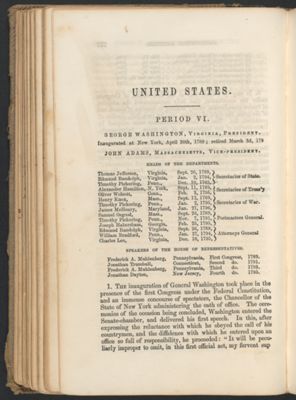 UNITED STATES.
PERIOD VI.
GEORGE WASHINGTON, VIRGINIA, PRESIDENT.
Inaugurated at New York, April 30th, 1789; retired March 3d, 179
JOHN ADAMS, MASSACHUSETTS, VICE-PRESIDENT.
HEADS OF THE DEPARTMENTS.
Thomas Jefferson, Virginia, Sept. 26, 1789,
Edmund Randolph, Virginia, Jan. 2, 1794, Secretaries of State.
Timothy Pickering, Penn., Dec. 10, 1795,
Alexander Hamilton, N. York, Sept. 11, 1789, Secretaries of Treas'y
Oliver Wolcott, Conn., Feb. 2, 1795,
Henry Knox, Mass., Sept. 12, 1789,
Timothy Pickering, Penn., Jan. 2, 1795, Secretaries of War.
James McHenry, Maryland, Jan. 27, 1796,
Samuel Osgood, Mass., Sept. 26, 1789,
Timothy Pickering, Penn., Nov. 7, 1791, Postmasters General.
Joseph Habersham, Georgia, Feb. 25, 1795,
Edmund Randolph, Virginia, Sept. 26, 1789,
William Bradford, Penn., Jan. 27, 1794, Attorneys General
Charles Lee, Virginia, Dec. 10, 1795,
SPEAKERS OF THE HOUSE OF REPRESENTATIVES.
Frederick A. Muhlenberg, Pennsylvania, First Congress, 1789.
Jonathan Trumbull, Connecticut, Second do. 1791.
Frederick A. Muhlenberg, Pennsylvania, Third do. 1793.
Jonathan Dayton, New Jersey, Fourth do. 1795.
1. THE inauguration of General Washington took place in the
presence of the first Congress under the Federal Constitution,
and an immense concourse of spectators, the Chancellor of the
State of New York administering the oath of office. The cere-
monies of the occasion being concluded, Washington entered the
Senate-chamber, and delivered his first speech. In this, after
expressing the reluctance with which he obeyed the call of his
countrymen, and the diffidence with which he entered upon an
office so full of responsibility, he proceeded: "It will be pecu-
liarly improper to omit, in this first official act, my fervent sup